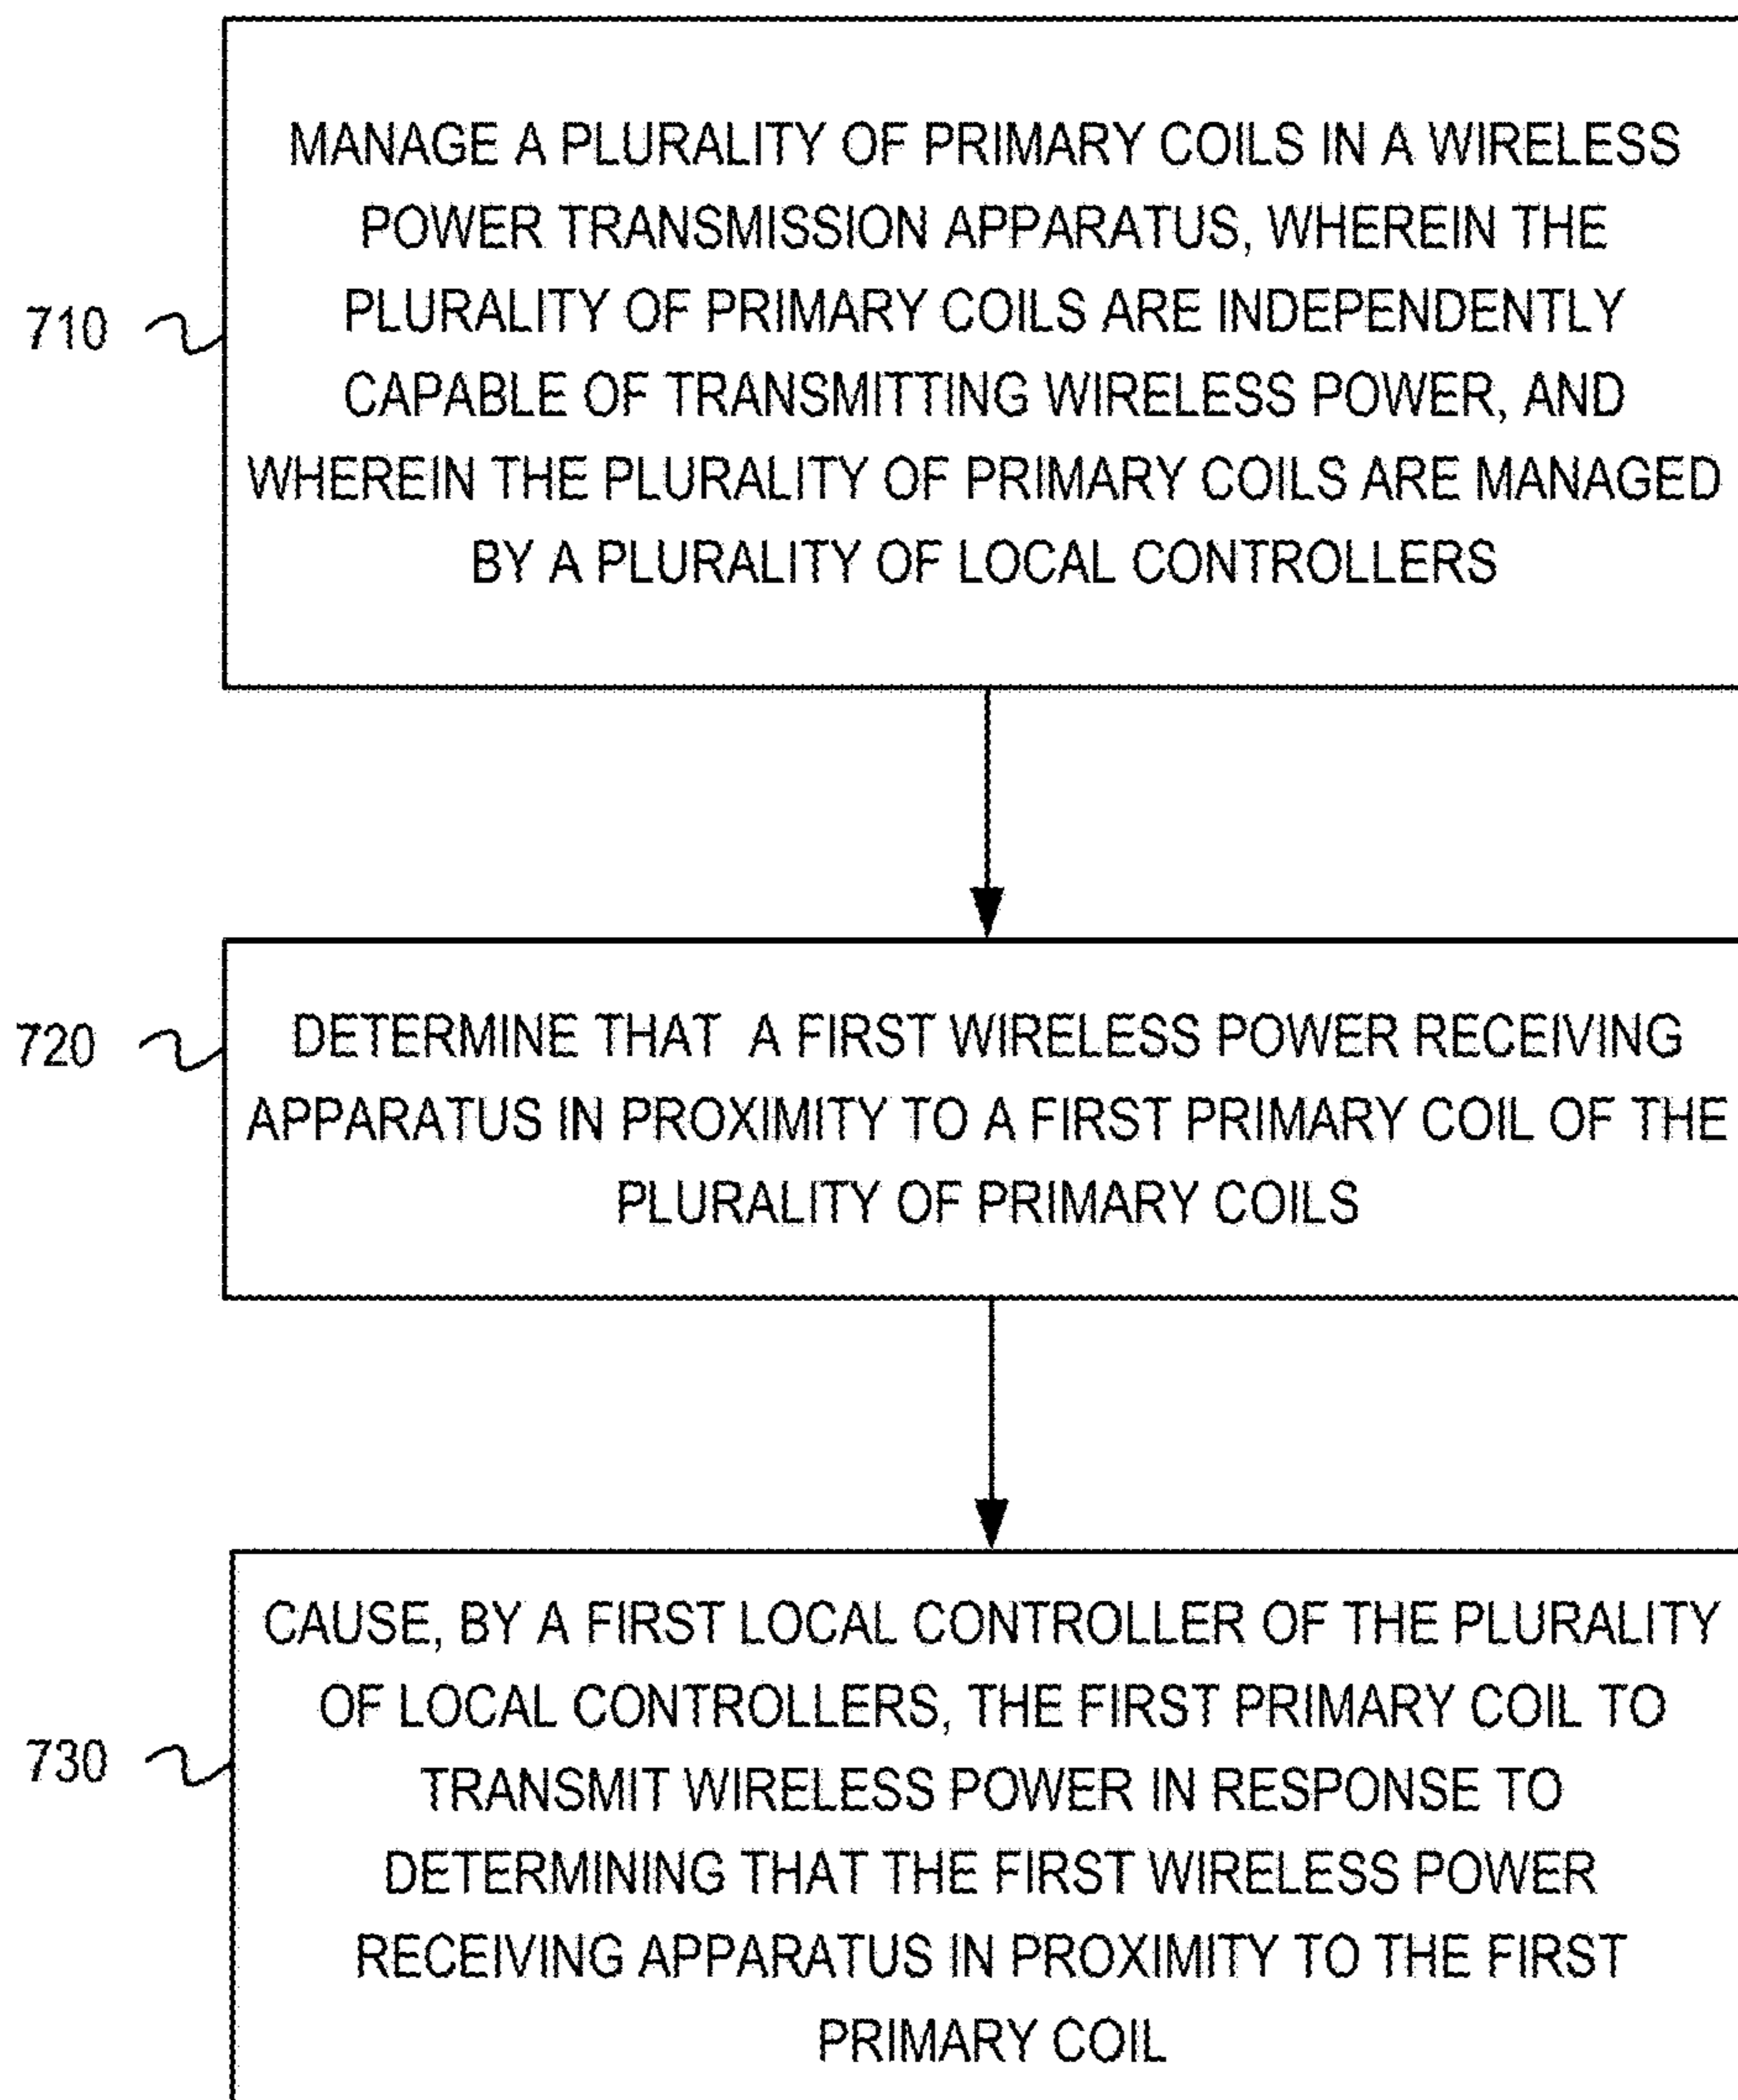 MANAGE A PLURALITY OF PRIMARY COILS IN A WIRELESS
POWER TRANSMISSION APPARATUS, WHEREIN THE
710
PLURALITY OF PRIMARY COILS ARE INDEPENDENTLY
CAPABLE OF TRANSMITTING WIRELESS POWER, AND
WHEREIN THE PLURALITY OF PRIMARY COILS ARE MANAGED
BY A PLURALITY OF LOCAL CONTROLLERS
720
DETERMINE THAT A FIRST WIRELESS POWER RECEIVING
APPARATUS IN PROXIMITY TO A FIRST PRIMARY COIL OF THE
PLURALITY OF PRIMARY COILS
CAUSE, BY A FIRST LOCAL CONTROLLER OF THE PLURALITY
OF LOCAL CONTROLLERS, THE FIRST PRIMARY COIL TO
730
TRANSMIT WIRELESS POWER IN RESPONSE TO
DETERMINING THAT THE FIRST WIRELESS POWER
RECEIVING APPARATUS IN PROXIMITY TO THE FIRST
PRIMARY COIL